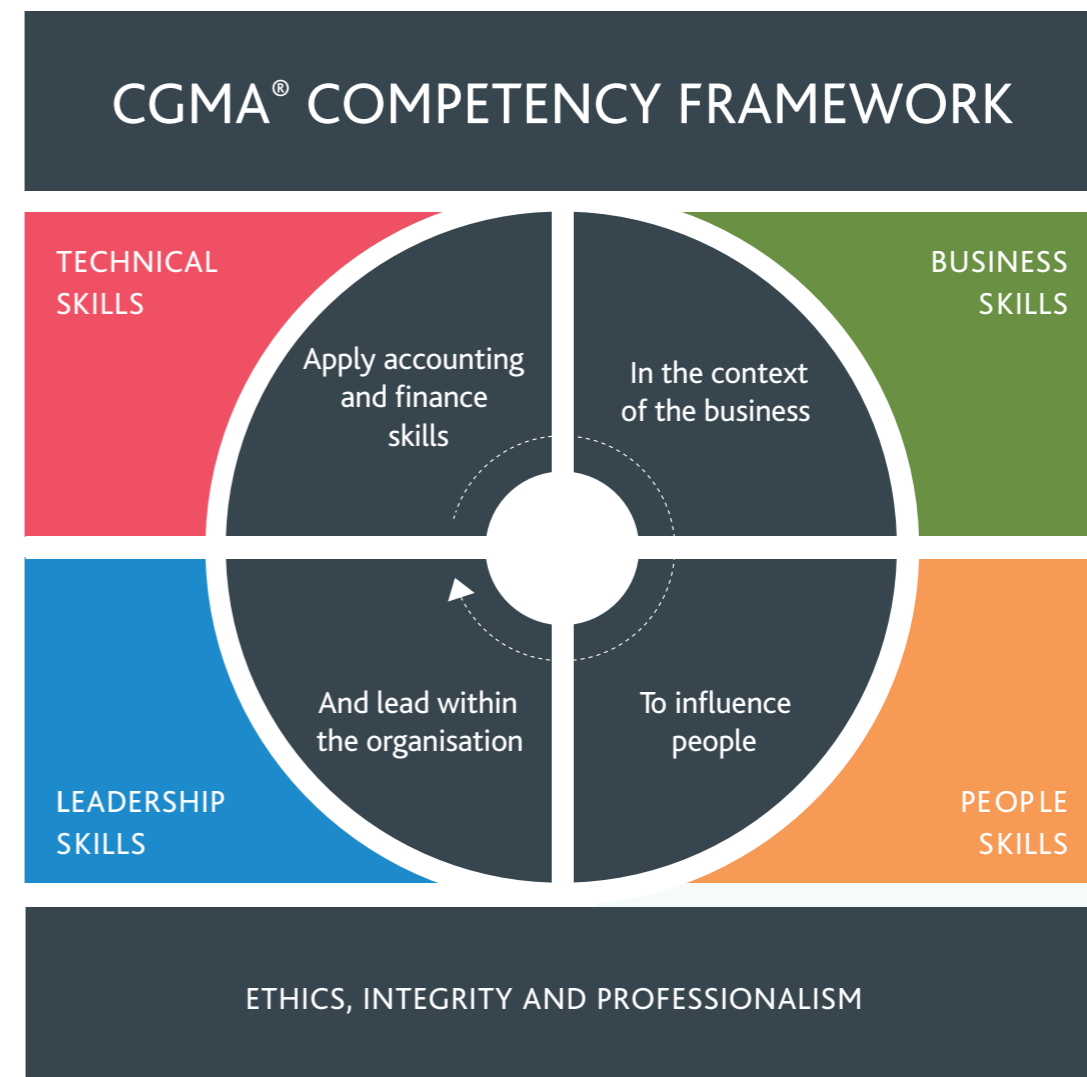 CGMA® COMPETENCY FRAMEWORK
TECHNICAL
SKILLS
BUSINESS
SKILLS
Apply accounting
and finance
skills
In the context
of the business
And lead within
the organisation
To influence
people
LEADERSHIP
SKILLS
PEOPLE
SKILLS
ETHICS, INTEGRITY AND PROFESSIONALISM